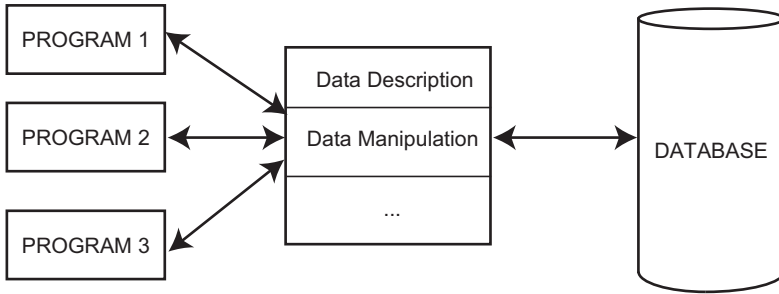 PROGRAM 1
Data Description
PROGRAM 2
Data Manipulation
DATABASE
PROGRAM 3
...